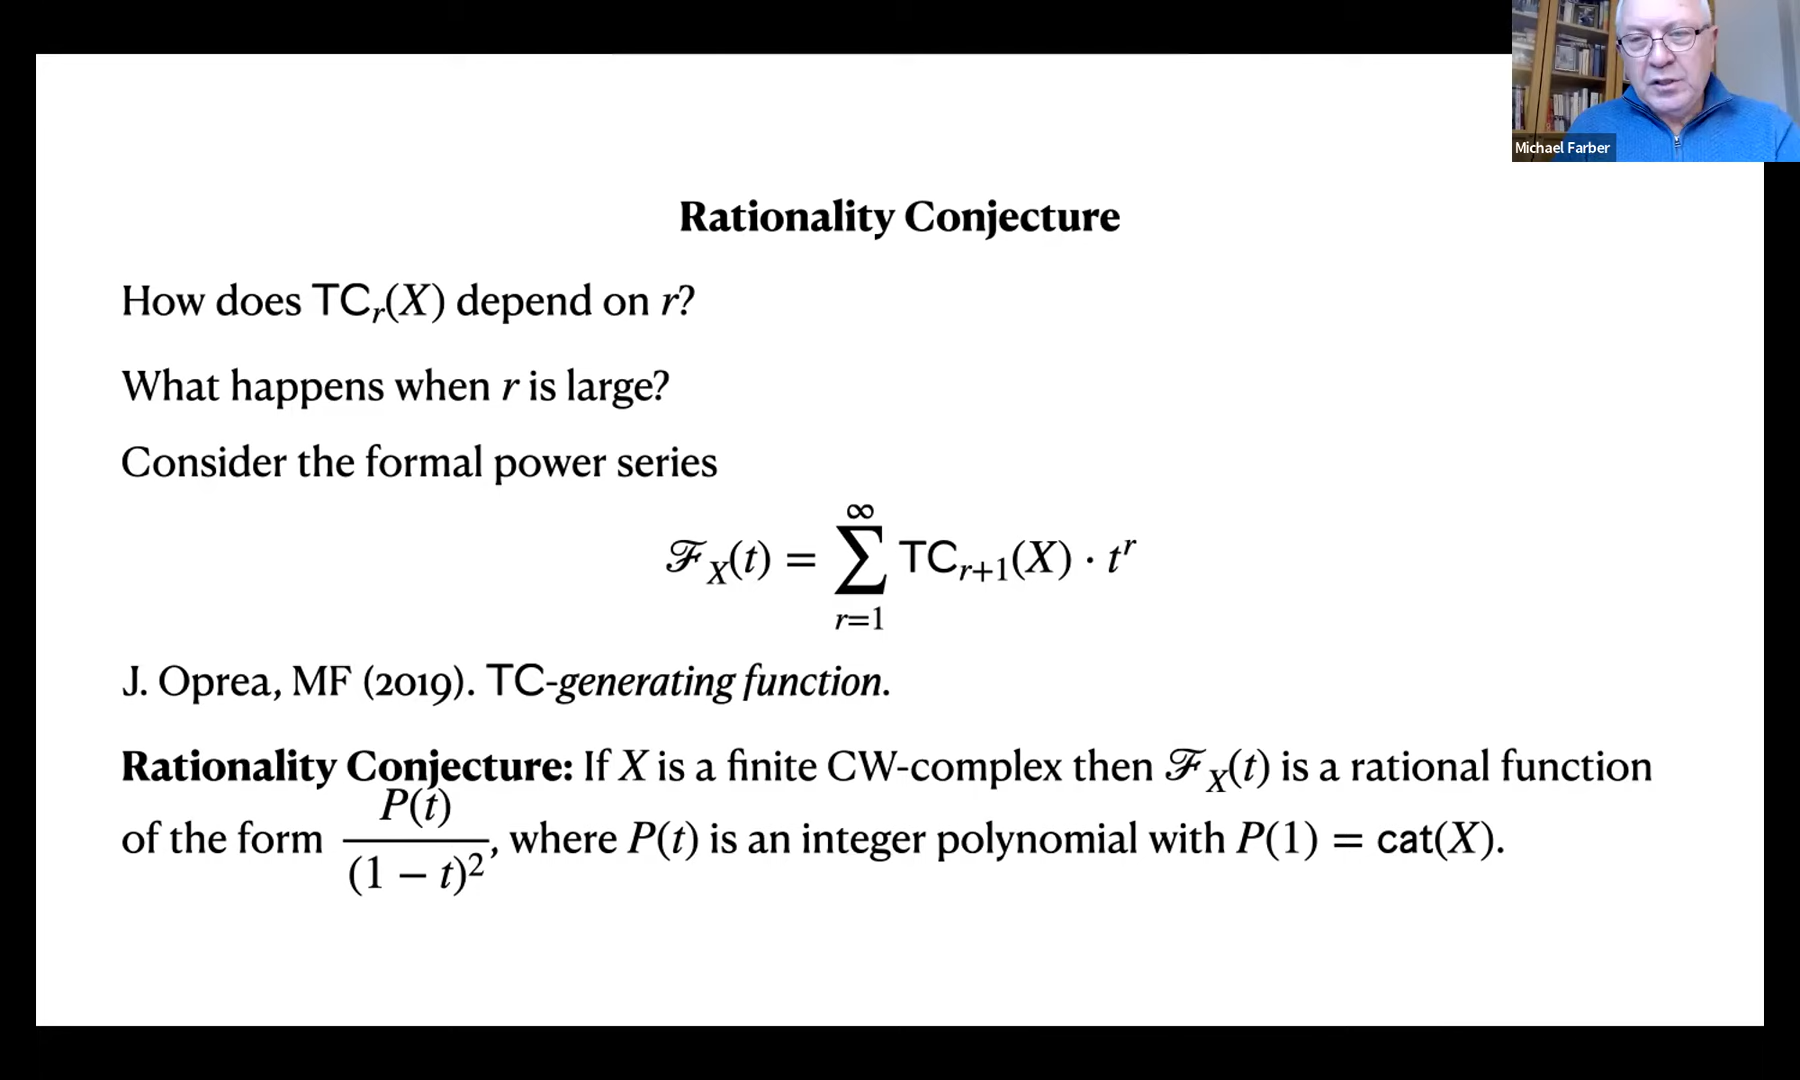 Michael Farber
Rationality Conjecture
How does TC_r(X) depend on r?
What happens when r is large?
Consider the formal power series
ℱ_X(t) = ∑_{r=1}^{∞} TC_{r+1}(X) · t^r
J. Oprea, MF (2019). TC-generating function.
Rationality Conjecture: If X is a finite CW-complex then ℱ_X(t) is a rational function
of the form P(t)/(1 − t)², where P(t) is an integer polynomial with P(1) = cat(X).